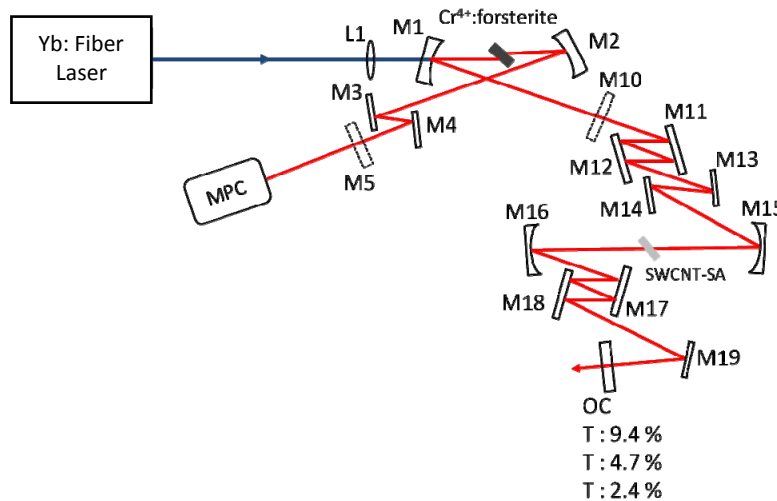 Yb: Fiber
Laser
L1
M1
Cr⁴⁺:forsterite
M2
M3
M4
M5
MPC
M10
M11
M12
M13
M14
M15
M16
SWCNT-SA
M17
M18
M19
OC
T : 9.4 %
T : 4.7 %
T : 2.4 %